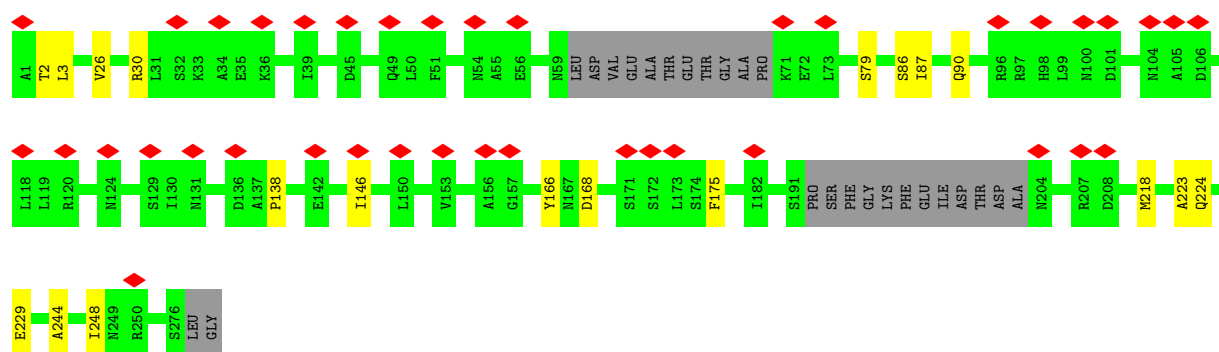 A1 T2 L3 V26 R30 L31 S32 K33 A34 E35 K36 I39 D45 Q49 L50 F51 N54 A55 E56 N59 LEU ASP VAL GLU ALA THR GLU THR GLY ALA PRO K71 E72 L73 S79 S86 I87 Q90 R96 R97 H98 L99 N100 D101 N104 A105 D106
L118 L119 R120 N124 S129 I130 N131 D136 A137 P138 E142 I146 L150 V153 A156 G157 Y166 N167 D168 S171 S172 L173 S174 F175 I182 S191 PRO SER PHE GLY LYS PHE GLU ILE ASP THR ASP ALA N204 R207 D208 M218 A223 Q224
E229 A244 I248 N249 R250 S276 LEU GLY